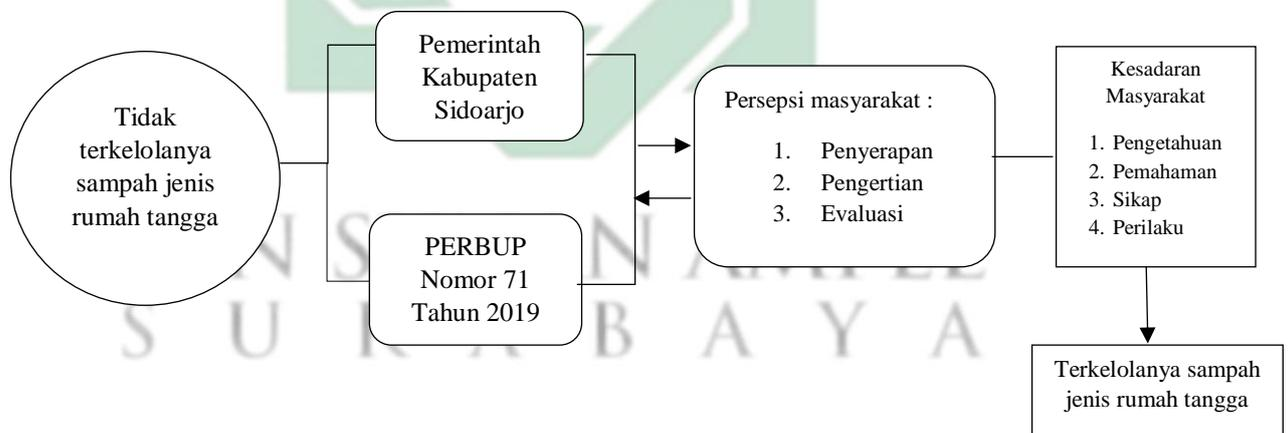 Tidak
terkelolanya
sampah jenis
rumah tangga
Pemerintah
Kabupaten
Sidoarjo
PERBUP
Nomor 71
Tahun 2019
Persepsi masyarakat :
1. Penyerapan
2. Pengertian
3. Evaluasi
Kesadaran
Masyarakat
1. Pengetahuan
2. Pemahaman
3. Sikap
4. Perilaku
Terkelolanya sampah
jenis rumah tangga
S U R A B A Y A